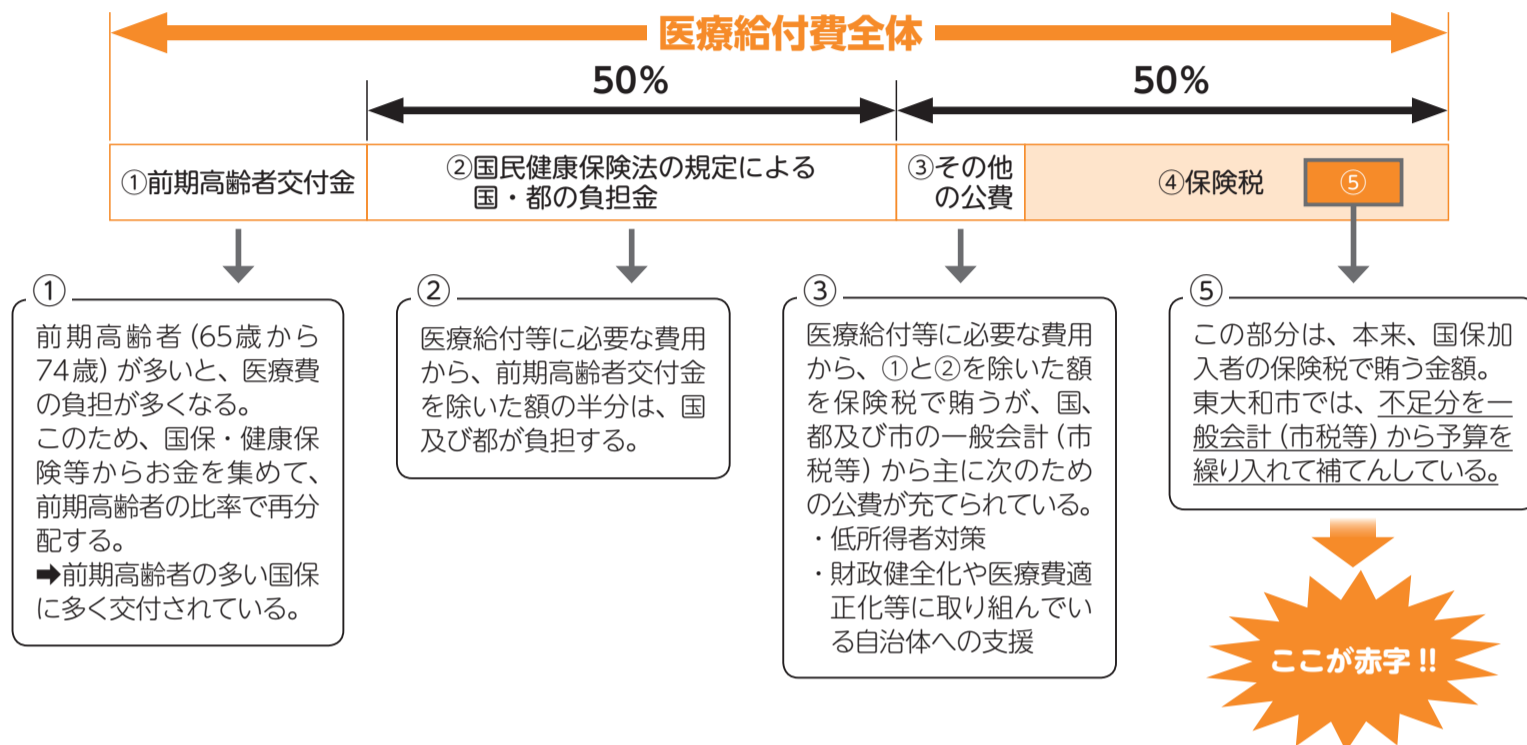 医療給付費全体
50%
50%
①前期高齢者交付金
②国民健康保険法の規定による
国・都の負担金
③その他
の公費
④保険税
⑤
①
前期高齢者（65歳から
74歳）が多いと、医療費
の負担が多くなる。
このため、国保・健康保
険等からお金を集めて、
前期高齢者の比率で再分
配する。
➡前期高齢者の多い国保
に多く交付されている。
②
医療給付等に必要な費用
から、前期高齢者交付金
を除いた額の半分は、国
及び都が負担する。
③
医療給付等に必要な費用
から、①と②を除いた額
を保険税で賄うが、国、
都及び市の一般会計（市
税等）から主に次のため
の公費が充てられている。
・低所得者対策
・財政健全化や医療費適
正化等に取り組んでい
る自治体への支援
⑤
この部分は、本来、国保加
入者の保険税で賄う金額。
東大和市では、不足分を一
般会計（市税等）から予算を
繰り入れて補てんしている。
ここが赤字!!